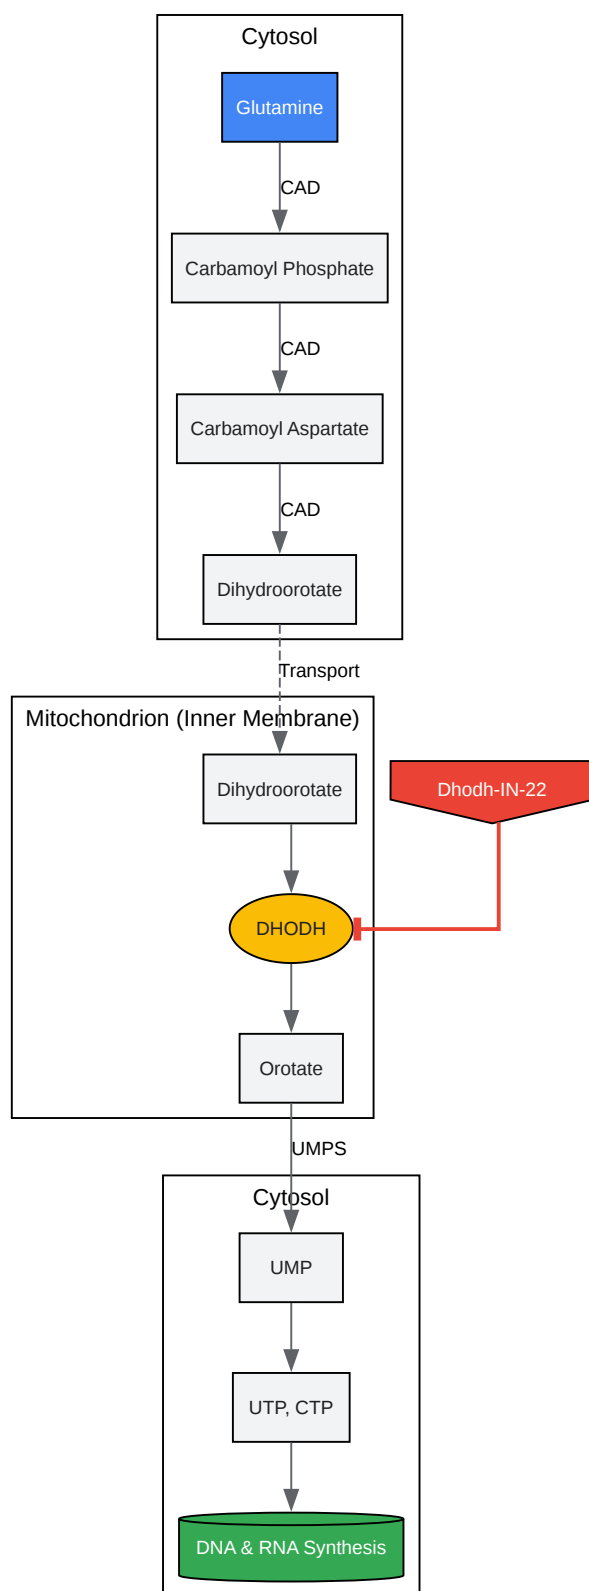 Cytosol
Glutamine
CAD
Carbamoyl Phosphate
CAD
Carbamoyl Aspartate
CAD
Dihydroorotate
Transport
Mitochondrion (Inner Membrane)
Dihydroorotate
Dhodh-IN-22
DHODH
Orotate
UMPS
Cytosol
UMP
UTP, CTP
DNA & RNA Synthesis